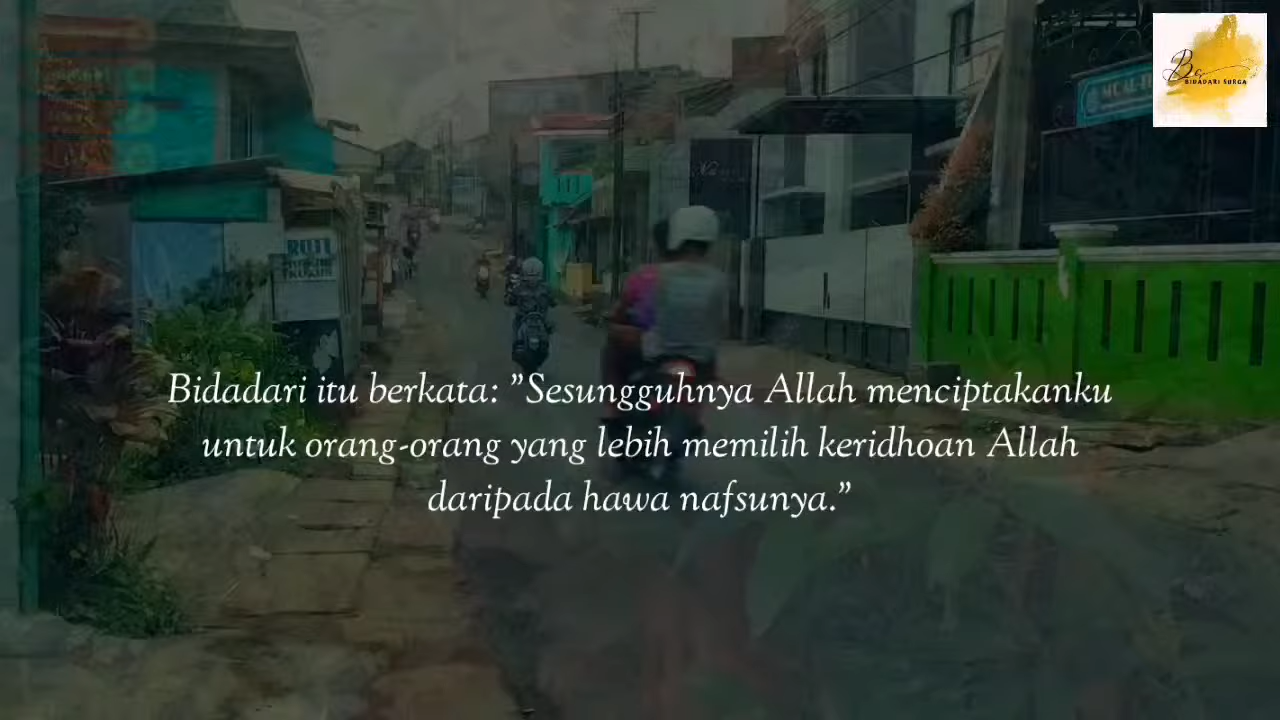 BIDADARI SURGA
ROTI
Bidadari itu berkata: ”Sesungguhnya Allah menciptakanku
untuk orang-orang yang lebih memilih keridhoan Allah
daripada hawa nafsunya.”